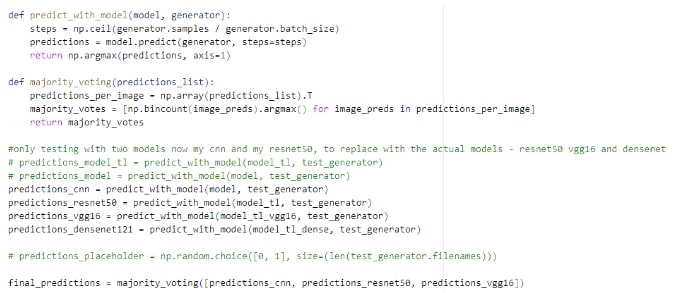 def predict_with_model(model, generator):
    steps = np.ceil(generator.samples / generator.batch_size)
    predictions = model.predict(generator, steps=steps)
    return np.argmax(predictions, axis=1)
def majority_voting(predictions_list):
    predictions_per_image = np.array(predictions_list).T
    majority_votes = [np.bincount(image_preds).argmax() for image_preds in predictions_per_image]
    return majority_votes
#only testing with two models now my cnn and my resnet50, to replace with the actual models - resnet50 vgg16 and densenet
# predictions_model_tl = predict_with_model(model_tl, test_generator)
# predictions_model = predict_with_model(model, test_generator)
predictions_cnn = predict_with_model(model, test_generator)
predictions_resnet50 = predict_with_model(model_tl, test_generator)
predictions_vgg16 = predict_with_model(model_tl_vgg16, test_generator)
predictions_densenet121 = predict_with_model(model_tl_dense, test_generator)
# predictions_placeholder = np.random.choice([0, 1], size=(len(test_generator.filenames)))
final_predictions = majority_voting([predictions_cnn, predictions_resnet50, predictions_vgg16])